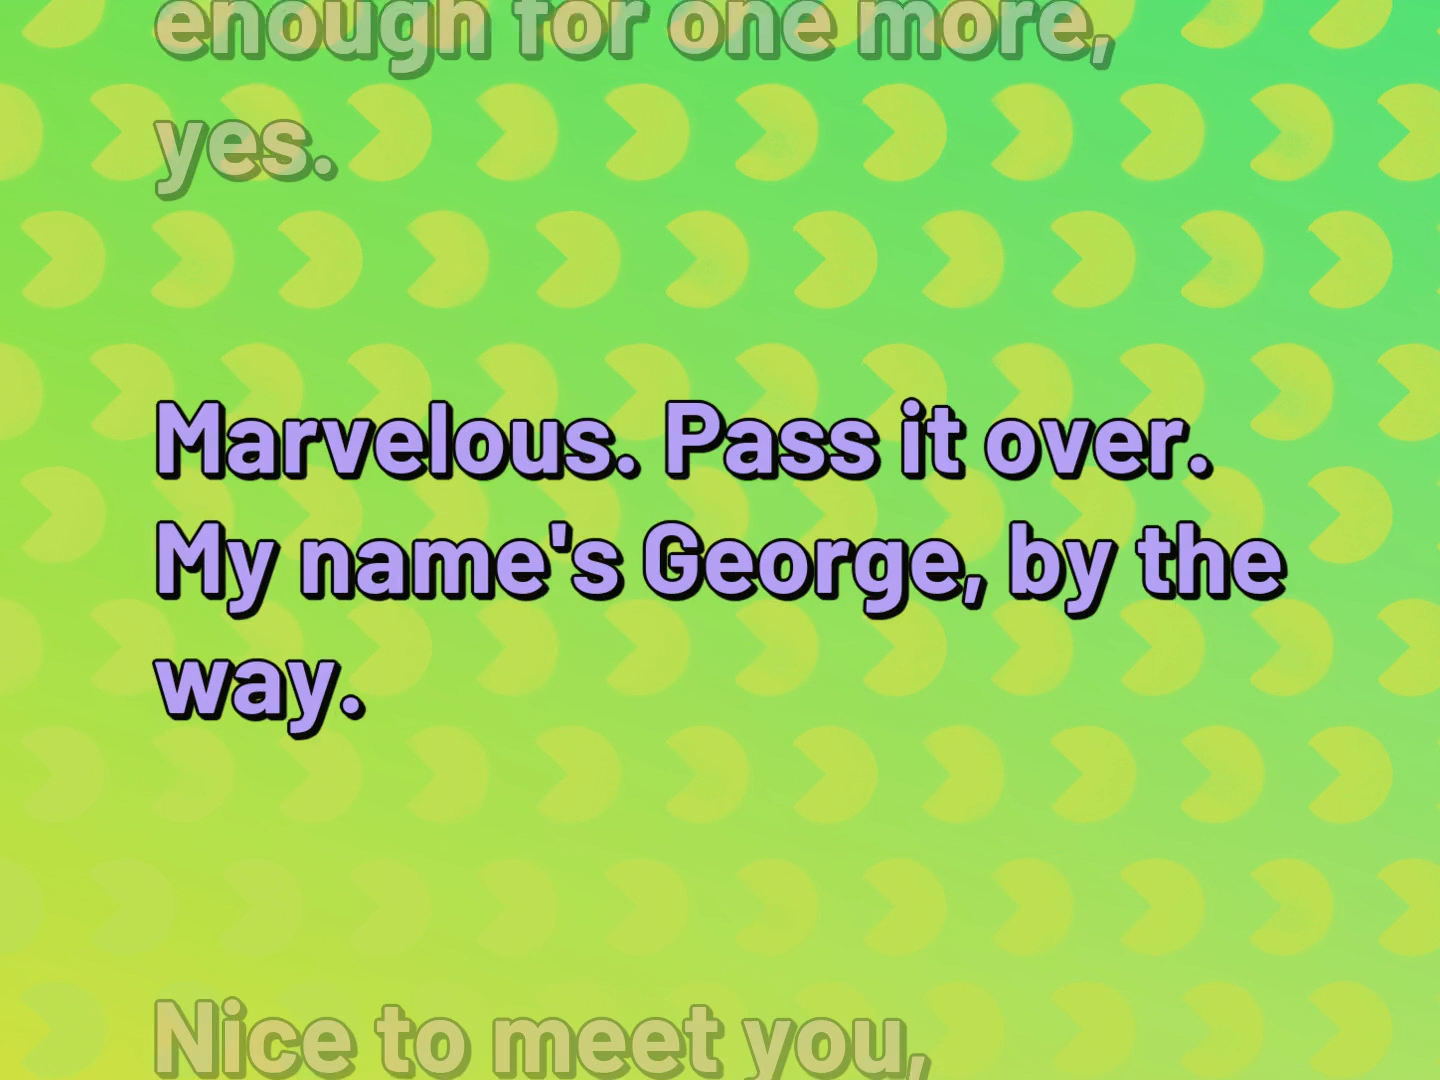 enough for one more,
yes.
Marvelous. Pass it over.
My name's George, by the
way.
Nice to meet you,